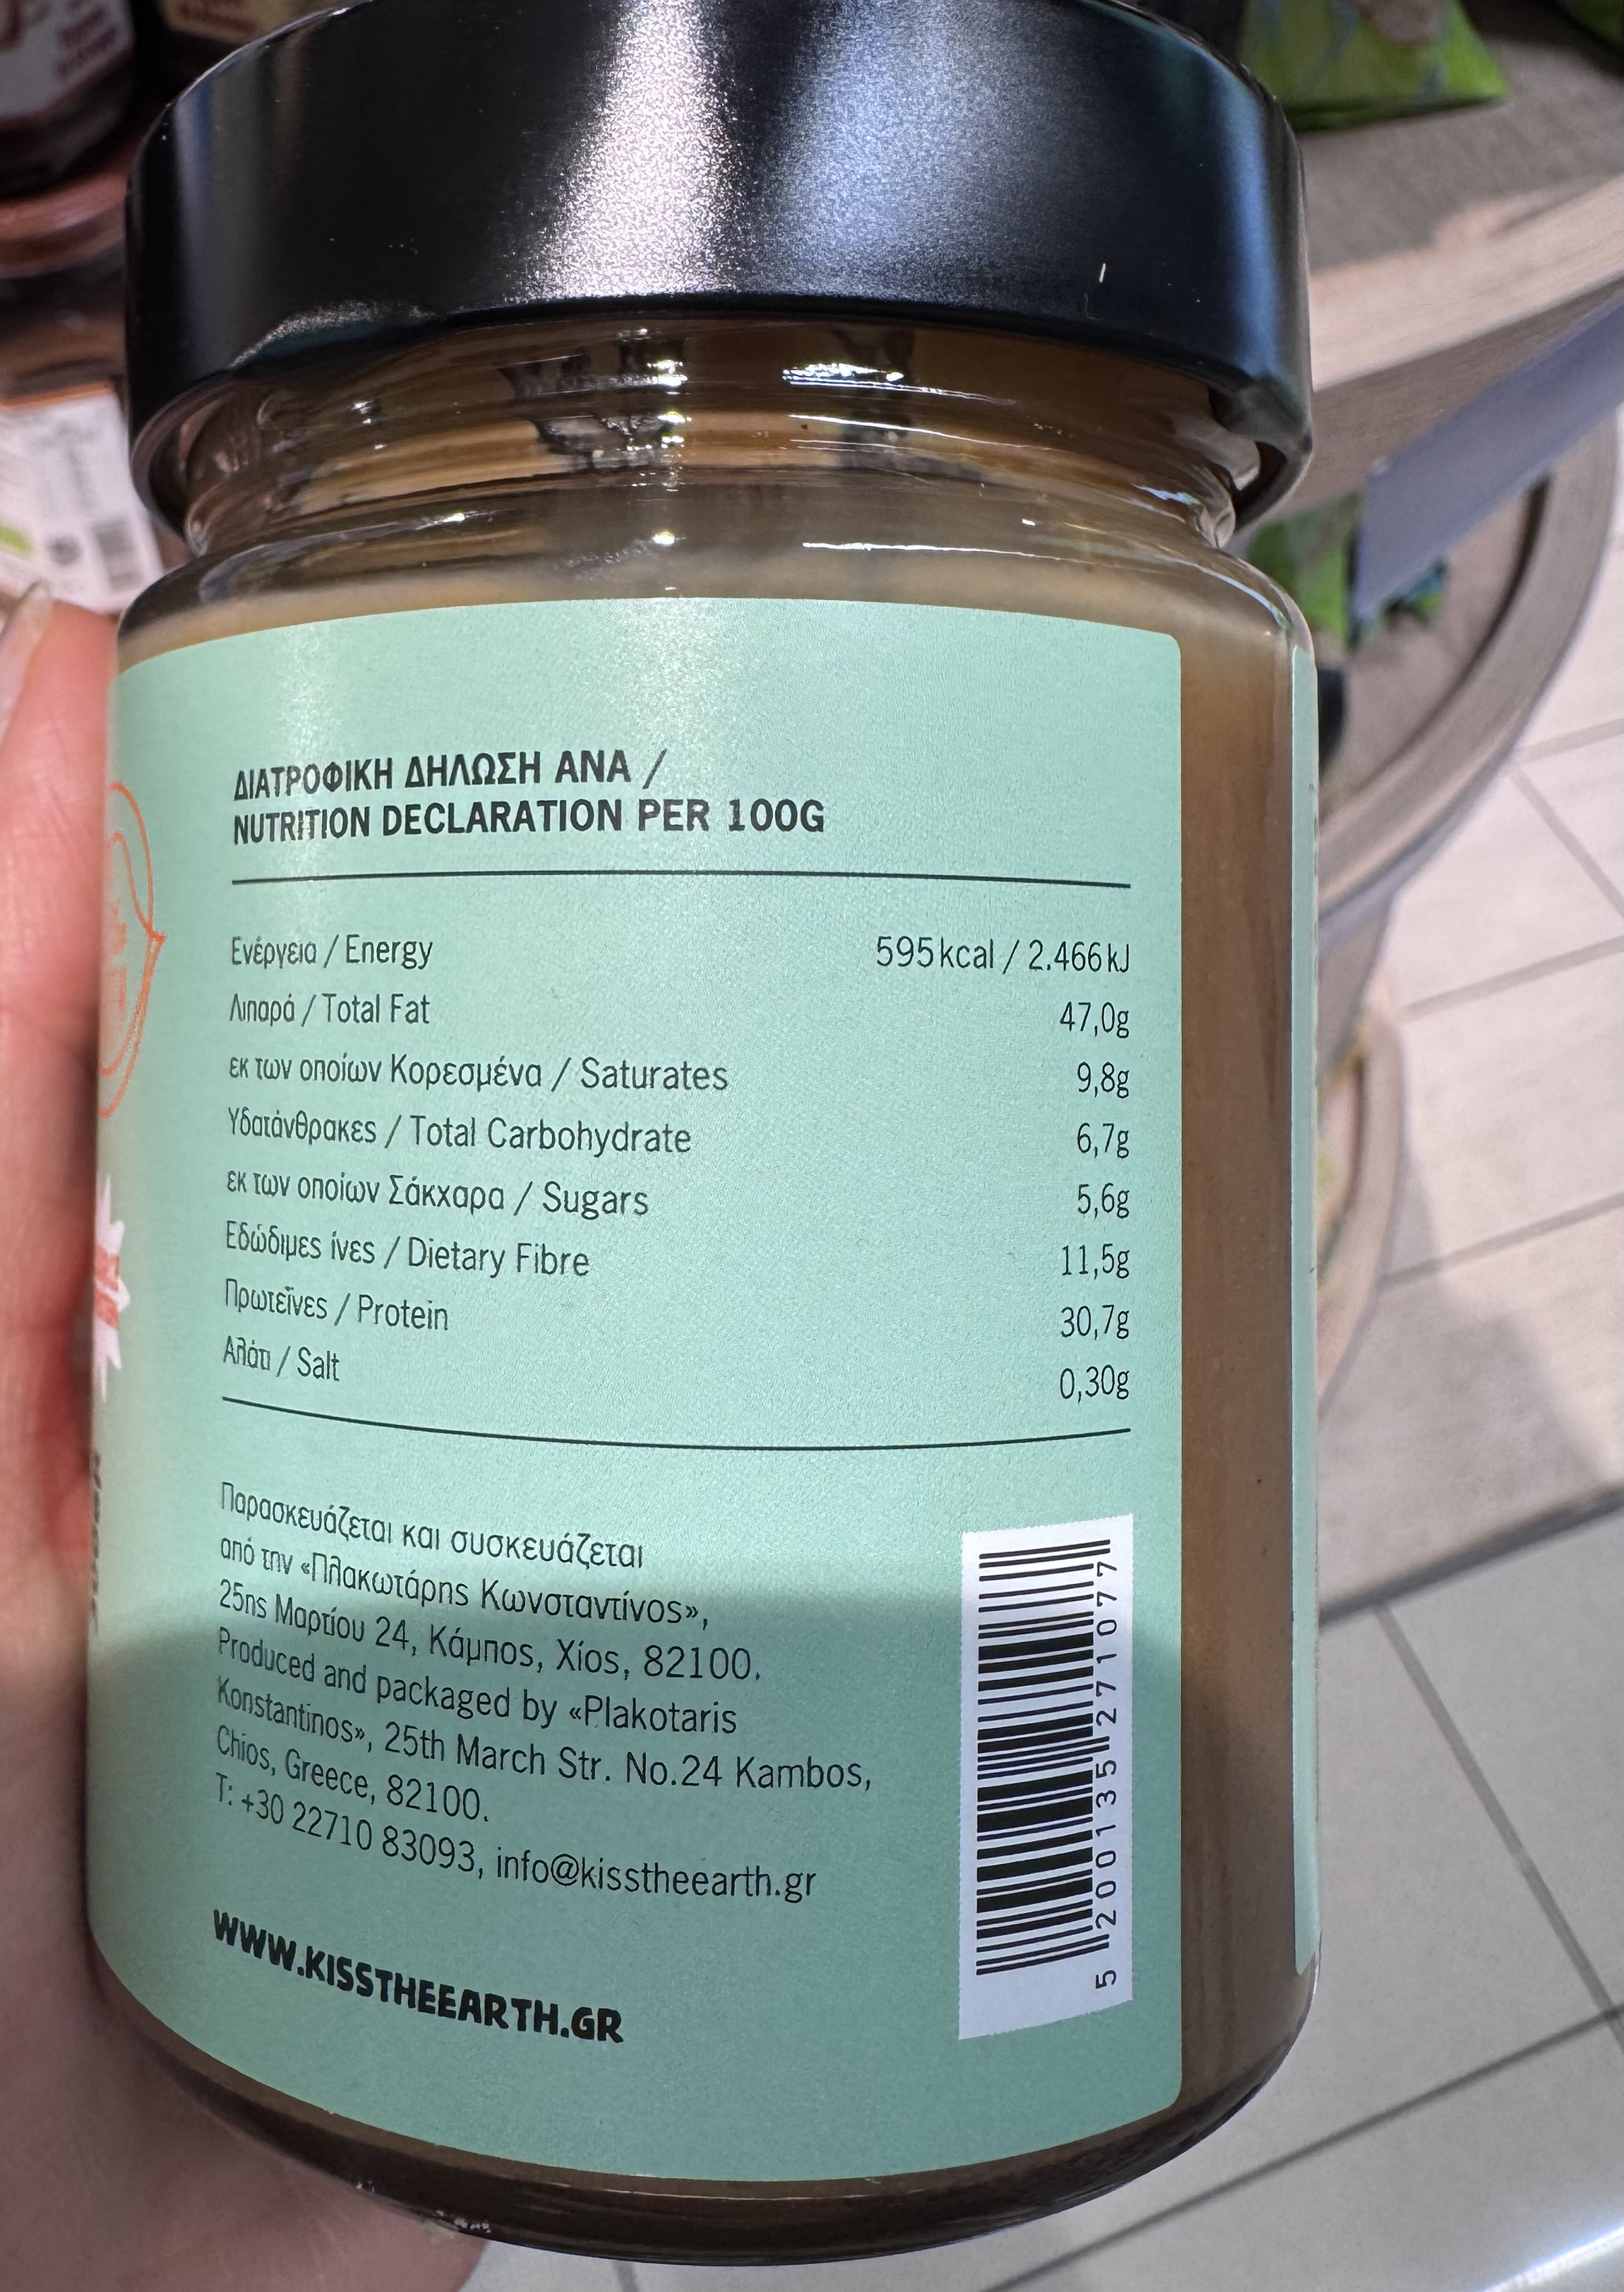 ΔΙΑΤΡΟΦΙΚΗ ΔΗΛΩΣΗ ΑΝΑ /
NUTRITION DECLARATION PER 100G
Ενέργεια / Energy 595kcal / 2.466kJ
Λιπαρά / Total Fat 47,0g
εκ των οποίων Κορεσμένα / Saturates 9,8g
Υδατάνθρακες / Total Carbohydrate 6,7g
εκ των οποίων Σάκχαρα / Sugars 5,6g
Εδώδιμες ίνες / Dietary Fibre 11,5g
Πρωτεΐνες / Protein 30,7g
Αλάτι / Salt 0,30g
Παρασκευάζεται και συσκευάζεται
από την «Πλακωτάρης Κωνσταντίνος»,
25ης Μαρτίου 24, Κάμπος, Χίος, 82100.
Produced and packaged by «Plakotaris
Konstantinos», 25th March Str. No.24 Kambos,
Chios, Greece, 82100.
T: +30 22710 83093, info@kisstheearth.gr
WWW.KISSTHEEARTH.GR
5 200135 271077